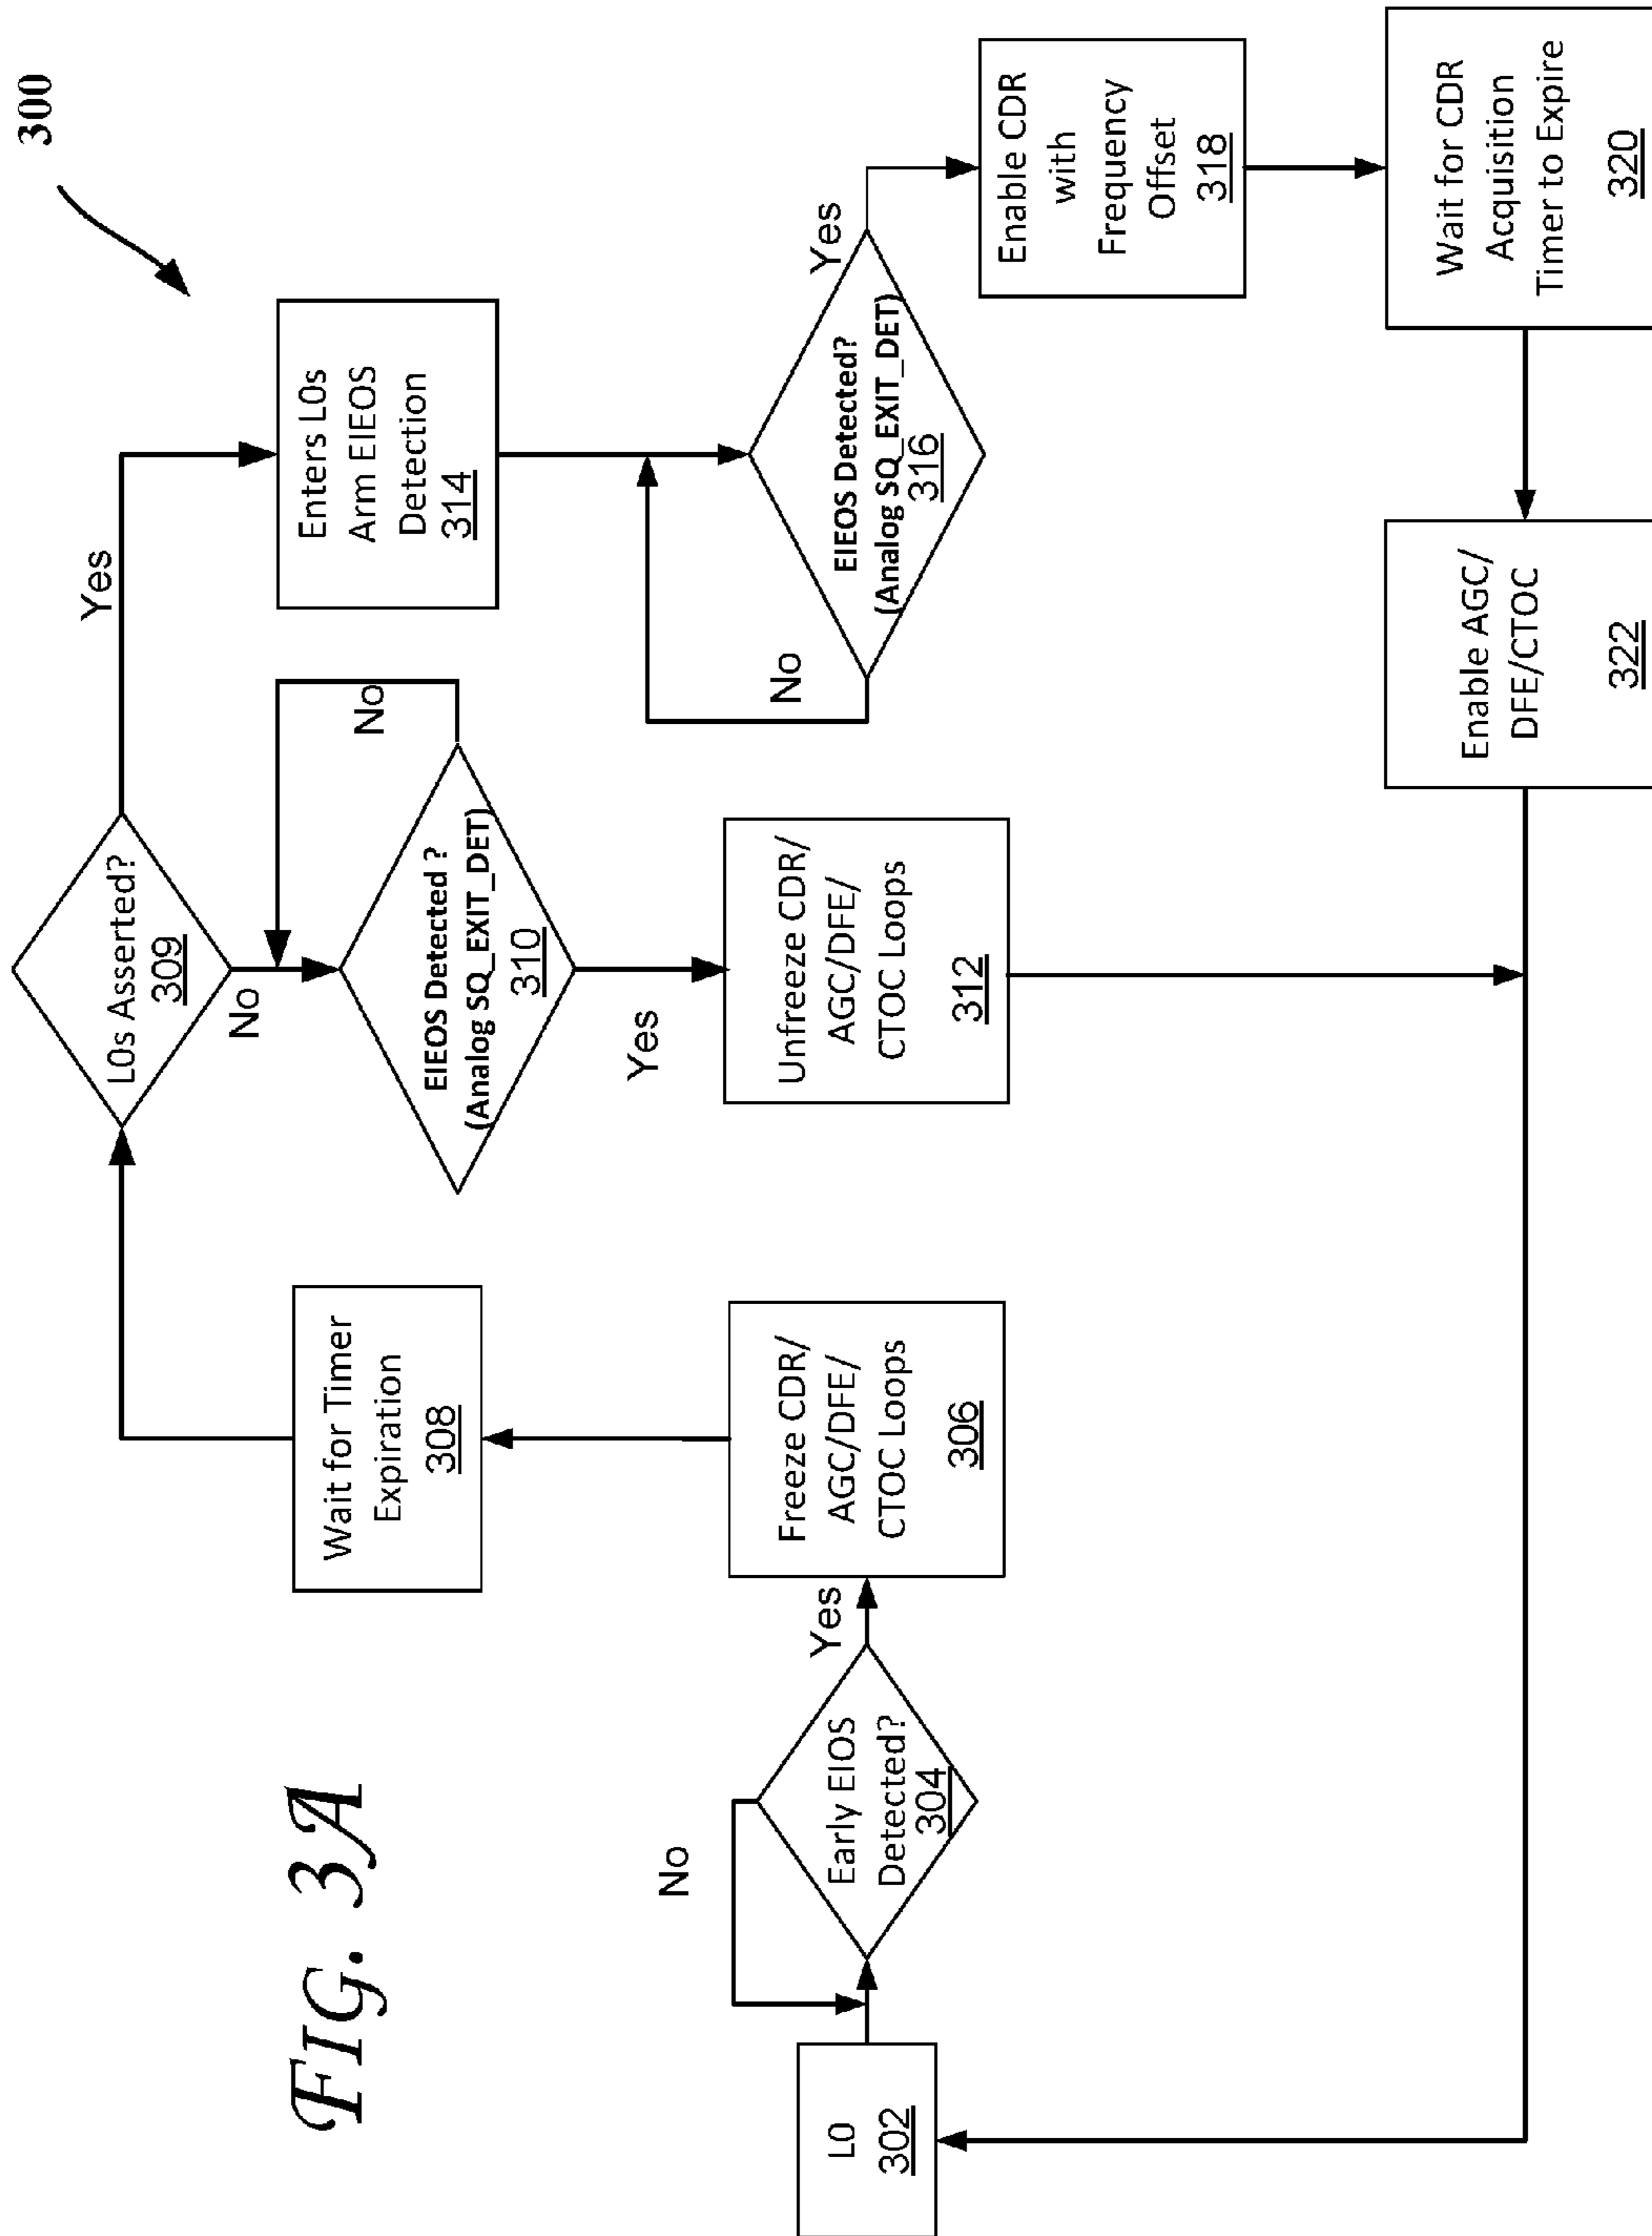 FIG. 3A
300
L0
302
No
Early EIOS
Detected?
304
Yes
Freeze CDR/
AGC/DFE/
CTOC Loops
306
Wait for Timer
Expiration
308
L0s Asserted?
309
No
Yes
EIEOS Detected ?
(Analog SQ_EXIT_DET)
310
No
Yes
Unfreeze CDR/
AGC/DFE/
CTOC Loops
312
Enters L0s
Arm EIEOS
Detection
314
EIEOS Detected?
(Analog SQ_EXIT_DET)
316
No
Yes
Enable CDR
with
Frequency
Offset
318
Wait for CDR
Acquisition
Timer to Expire
320
Enable AGC/
DFE/CTOC
322